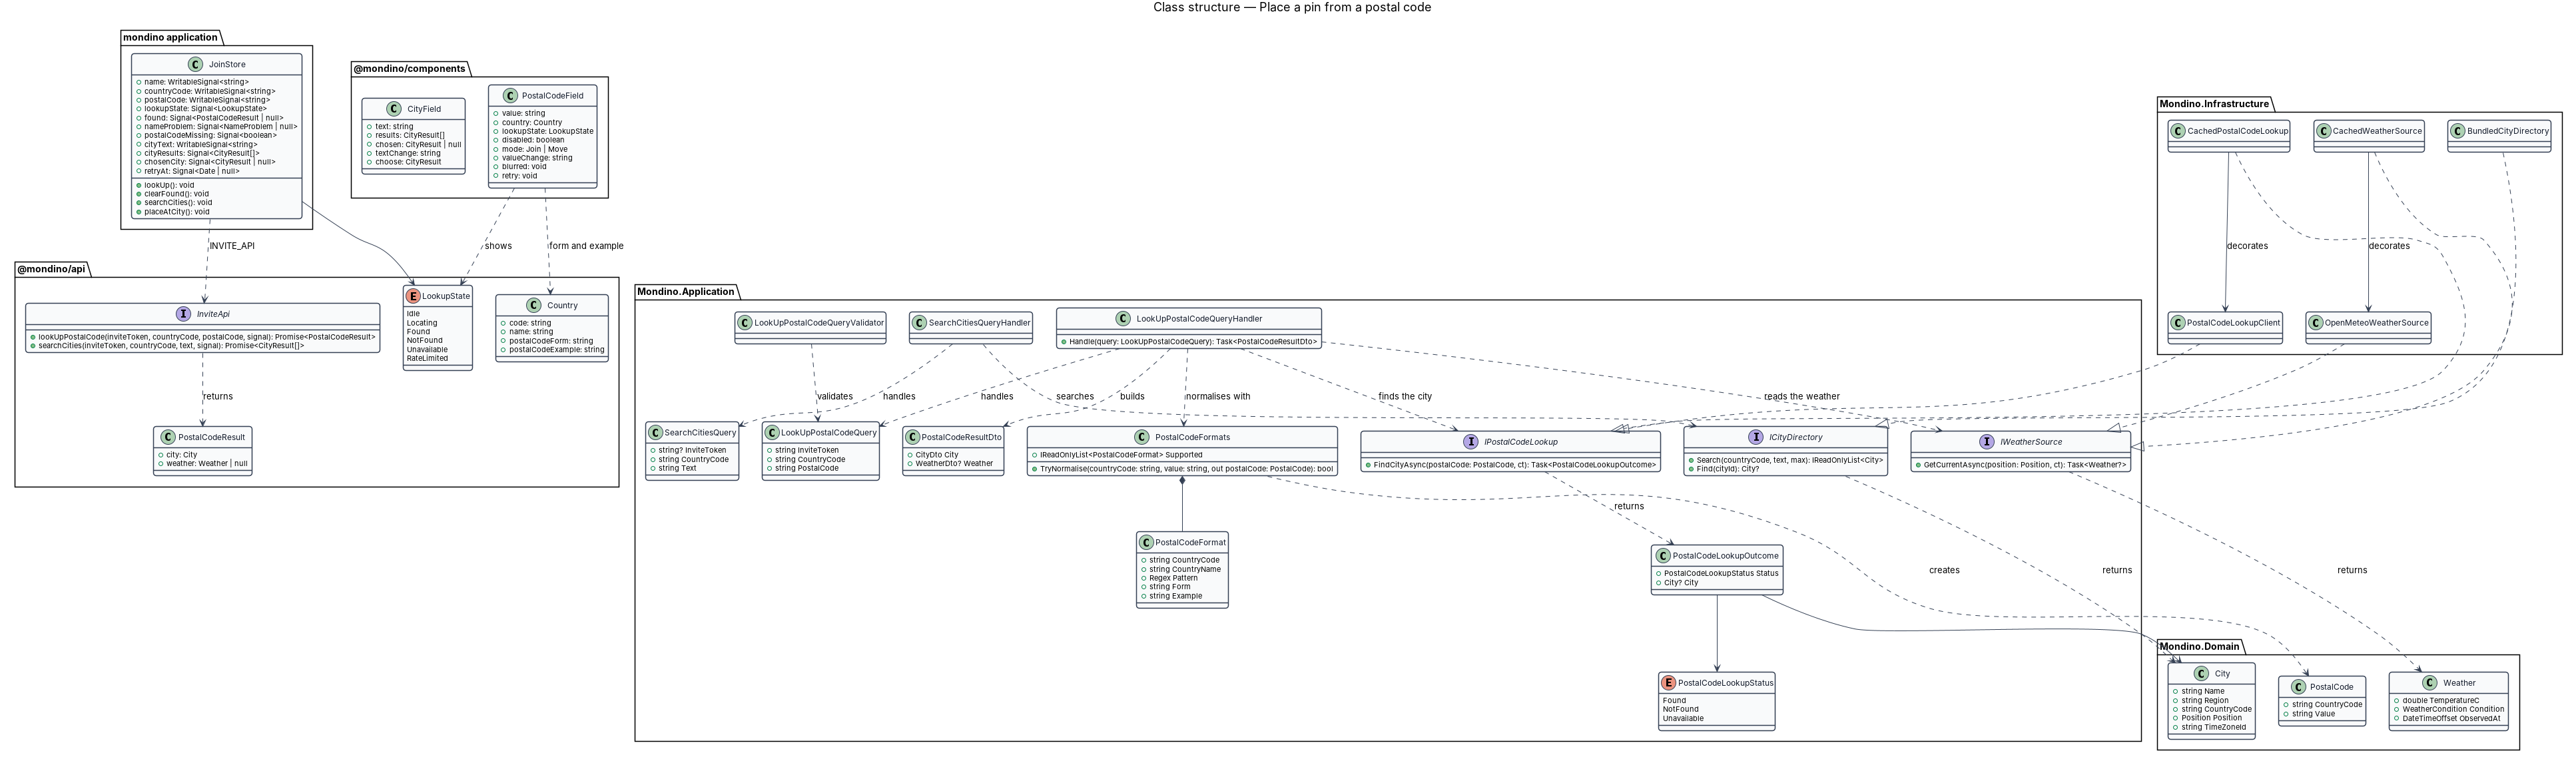 Class structure — Place a pin from a postal code
mondino application
JoinStore
name: WritableSignal<string>
countryCode: WritableSignal<string>
postalCode: WritableSignal<string>
lookupState: Signal<LookupState>
found: Signal<PostalCodeResult | null>
nameProblem: Signal<NameProblem | null>
postalCodeMissing: Signal<boolean>
cityText: WritableSignal<string>
cityResults: Signal<CityResult[]>
chosenCity: Signal<CityResult | null>
retryAt: Signal<Date | null>
lookUp(): void
clearFound(): void
searchCities(): void
placeAtCity(): void
@mondino/components
CityField
text: string
results: CityResult[]
chosen: CityResult | null
textChange: string
choose: CityResult
PostalCodeField
value: string
country: Country
lookupState: LookupState
disabled: boolean
mode: Join | Move
valueChange: string
blurred: void
retry: void
Mondino.Infrastructure
CachedPostalCodeLookup
CachedWeatherSource
BundledCityDirectory
INVITE_API
shows
form and example
decorates
decorates
@mondino/api
InviteApi
lookUpPostalCode(inviteToken, countryCode, postalCode, signal): Promise<PostalCodeResult>
searchCities(inviteToken, countryCode, text, signal): Promise<CityResult[]>
LookupState
Idle
Locating
Found
NotFound
Unavailable
RateLimited
Country
code: string
name: string
postalCodeForm: string
postalCodeExample: string
returns
PostalCodeResult
city: City
weather: Weather | null
Mondino.Application
LookUpPostalCodeQueryValidator
SearchCitiesQueryHandler
LookUpPostalCodeQueryHandler
Handle(query: LookUpPostalCodeQuery): Task<PostalCodeResultDto>
PostalCodeLookupClient
OpenMeteoWeatherSource
validates
handles
handles
searches
builds
normalises with
finds the city
reads the weather
SearchCitiesQuery
string? InviteToken
string CountryCode
string Text
LookUpPostalCodeQuery
string InviteToken
string CountryCode
string PostalCode
PostalCodeResultDto
CityDto City
WeatherDto? Weather
PostalCodeFormats
IReadOnlyList<PostalCodeFormat> Supported
TryNormalise(countryCode: string, value: string, out postalCode: PostalCode): bool
IPostalCodeLookup
FindCityAsync(postalCode: PostalCode, ct): Task<PostalCodeLookupOutcome>
ICityDirectory
Search(countryCode, text, max): IReadOnlyList<City>
Find(cityId): City?
IWeatherSource
GetCurrentAsync(position: Position, ct): Task<Weather?>
returns
PostalCodeFormat
string CountryCode
string CountryName
Regex Pattern
string Form
string Example
PostalCodeLookupOutcome
PostalCodeLookupStatus Status
City? City
creates
returns
returns
PostalCodeLookupStatus
Found
NotFound
Unavailable
Mondino.Domain
City
string Name
string Region
string CountryCode
Position Position
string TimeZoneId
PostalCode
string CountryCode
string Value
Weather
double TemperatureC
WeatherCondition Condition
DateTimeOffset ObservedAt